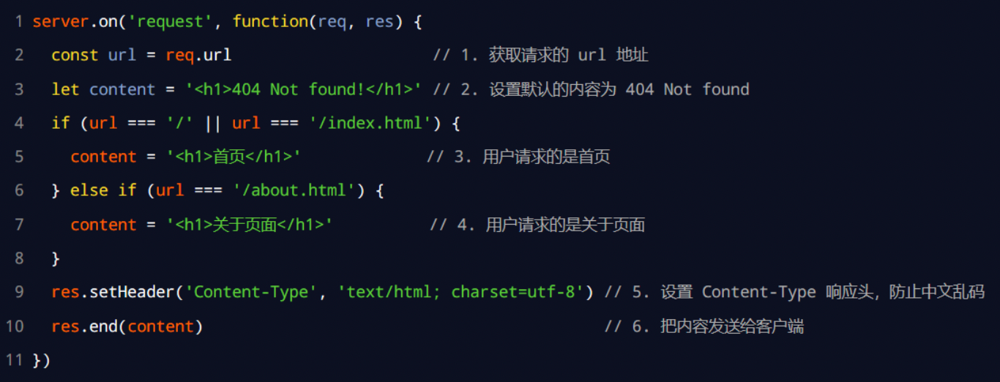 1 server.on('request', function(req, res) {
2   const url = req.url                     // 1. 获取请求的 url 地址
3   let content = '<h1>404 Not found!</h1>' // 2. 设置默认的内容为 404 Not found
4   if (url === '/' || url === '/index.html') {
5     content = '<h1>首页</h1>'             // 3. 用户请求的是首页
6   } else if (url === '/about.html') {
7     content = '<h1>关于页面</h1>'          // 4. 用户请求的是关于页面
8   }
9   res.setHeader('Content-Type', 'text/html; charset=utf-8') // 5. 设置 Content-Type 响应头，防止中文乱码
10   res.end(content)                                          // 6. 把内容发送给客户端
11 })